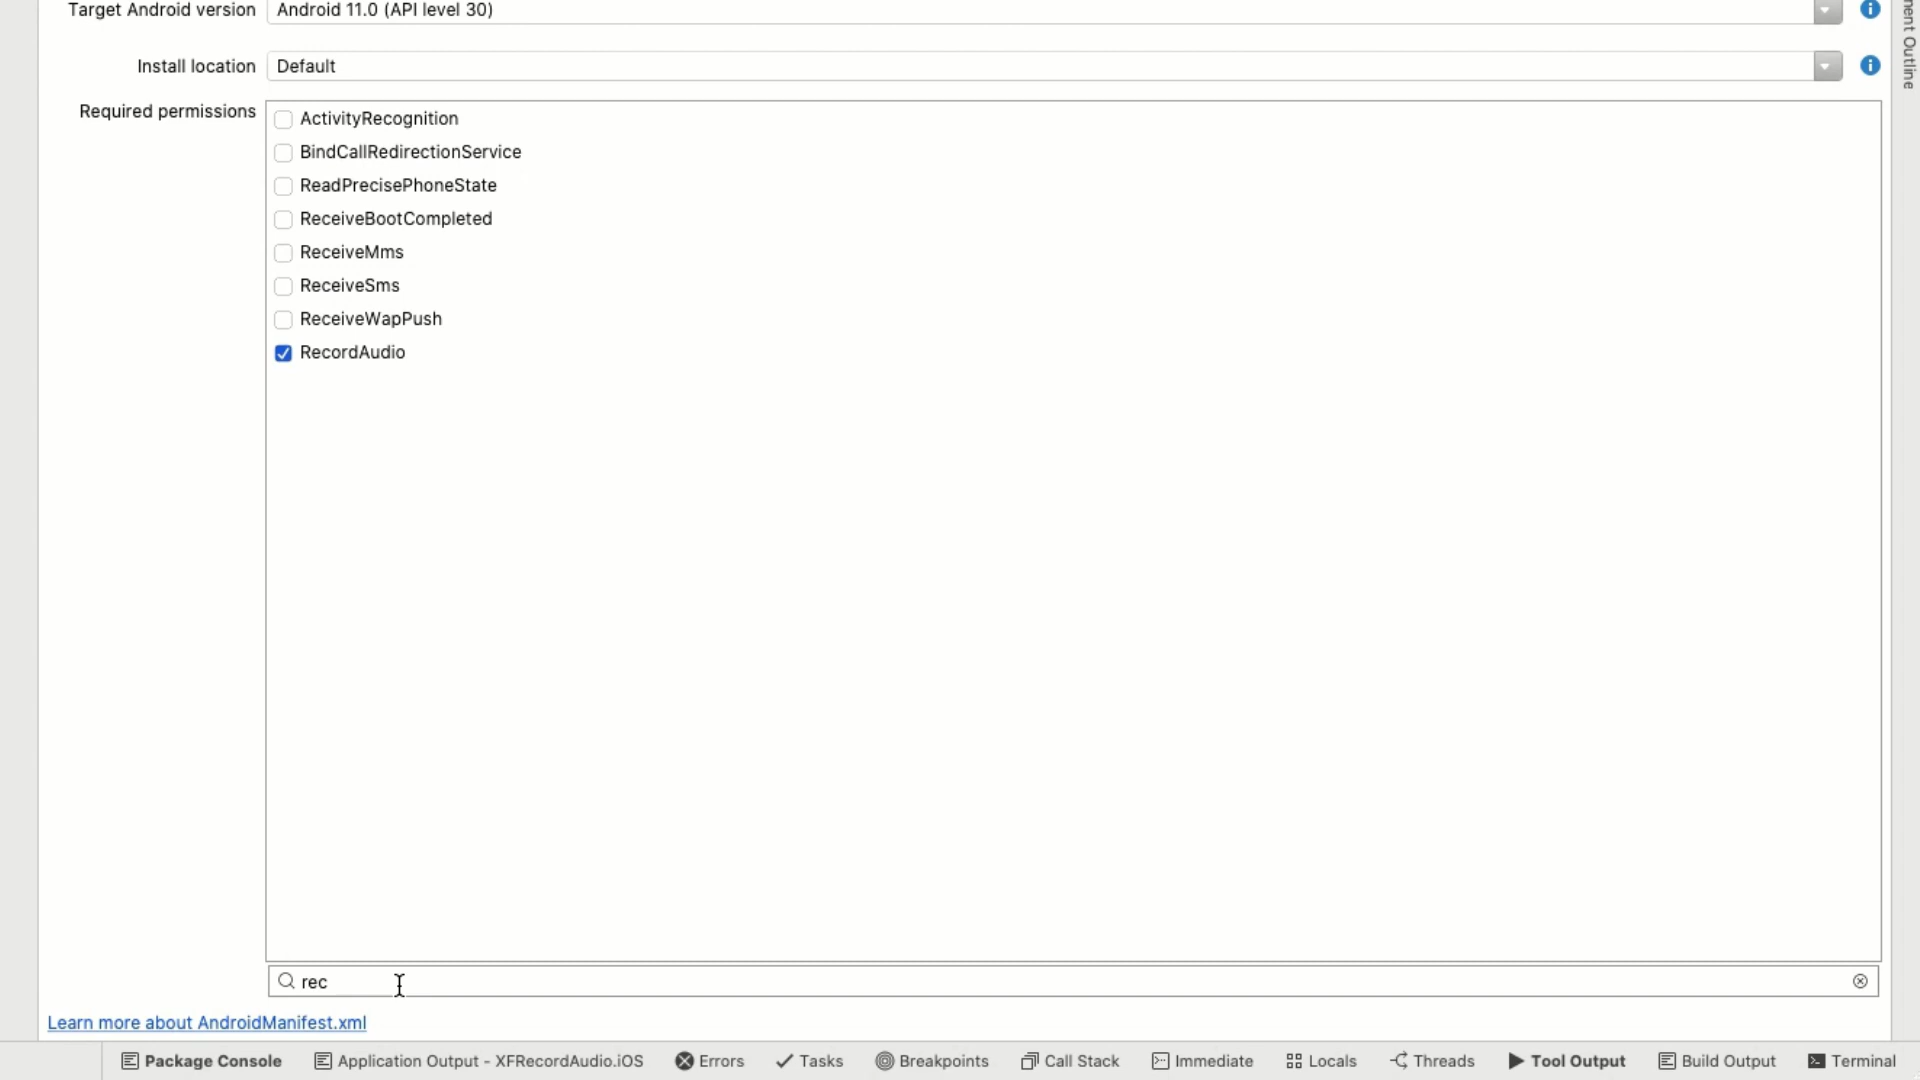 Target Android version Android 11.0 (API level 30)
Install location Default
Required permissions
ActivityRecognition
BindCallRedirectionService
ReadPrecisePhoneState
ReceiveBootCompleted
ReceiveMms
ReceiveSms
ReceiveWapPush
RecordAudio
rec
Learn more about AndroidManifest.xml
Package Console Application Output - XFRecordAudio.iOS Errors Tasks Breakpoints Call Stack Immediate Locals Threads Tool Output Build Output Terminal
ment Outline